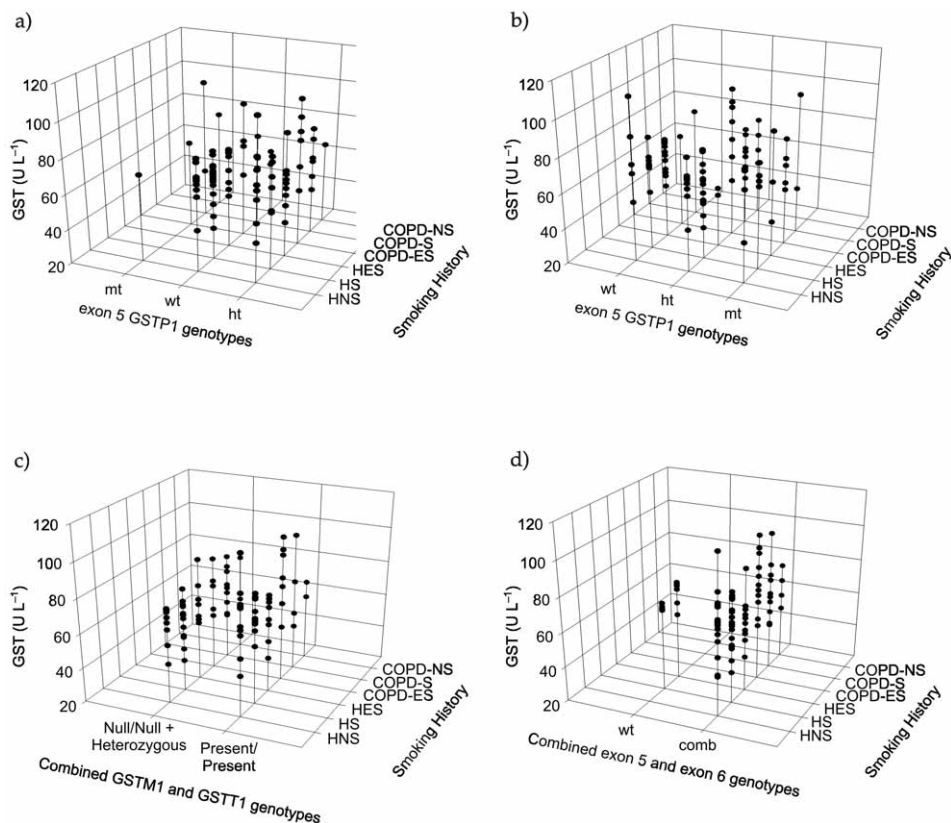 a)
120
100
80
60
40
20
GST (U L⁻¹)
mt
wt
ht
exon 5 GSTP1 genotypes
COPD-NS
COPD-S
COPD-ES
HES
HS
HNS
Smoking History
b)
120
100
80
60
40
20
GST (U L⁻¹)
wt
ht
mt
exon 5 GSTP1 genotypes
COPD-NS
COPD-S
COPD-ES
HES
HS
HNS
Smoking History
c)
120
100
80
60
40
20
GST (U L⁻¹)
Null/Null +
Heterozygous
Present/
Present
Combined GSTM1 and GSTT1 genotypes
COPD-NS
COPD-S
COPD-ES
HES
HS
HNS
Smoking History
d)
120
100
80
60
40
20
GST (U L⁻¹)
wt
comb
Combined exon 5 and exon 6 genotypes
COPD-NS
COPD-S
COPD-ES
HES
HS
HNS
Smoking History